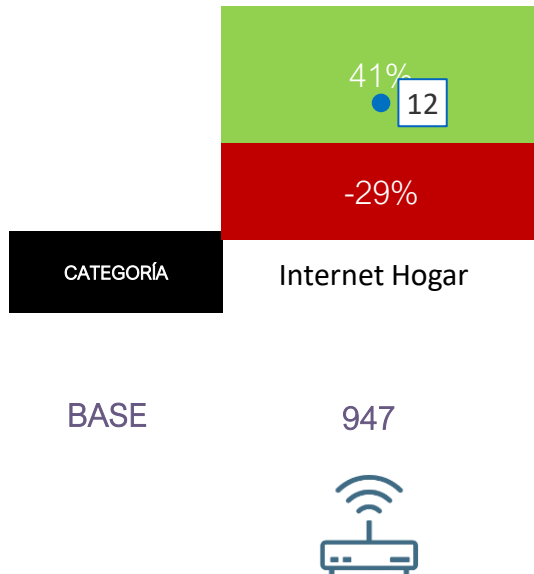 41%
12
-29%
CATEGORÍA
Internet Hogar
BASE
947